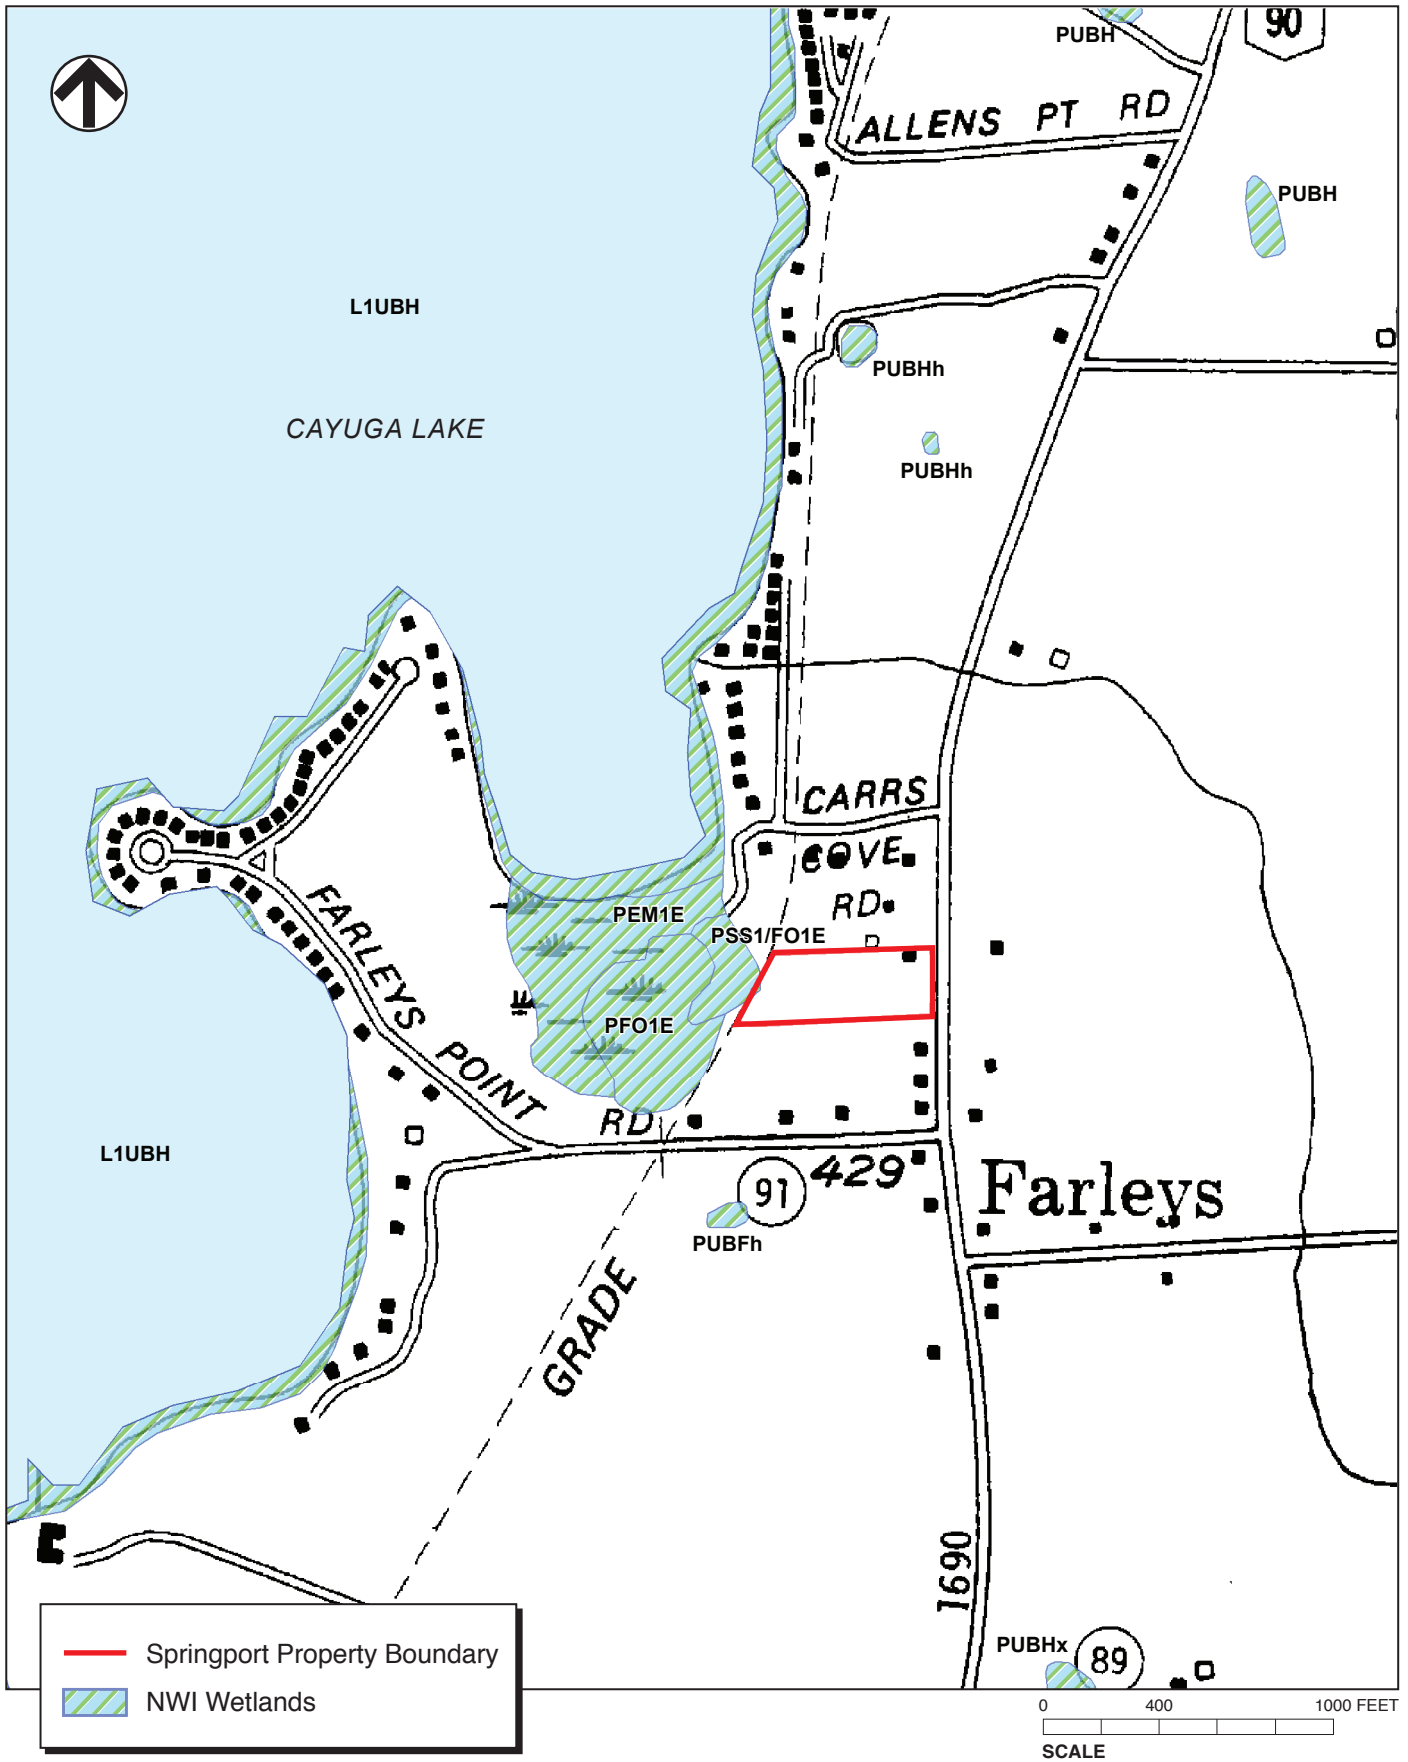 PUBH
90
ALLENS PT RD
PUBH
L1UBH
PUBHh
CAYUGA LAKE
PUBHh
CARRS
COVE
RD
PEM1E
PSS1/FO1E
FARLEYS POINT RD
PFO1E
L1UBH
91
429
Farleys
PUBFh
GRADE
1690
PUBHx
89
Springport Property Boundary
NWI Wetlands
0 400 1000 FEET
SCALE